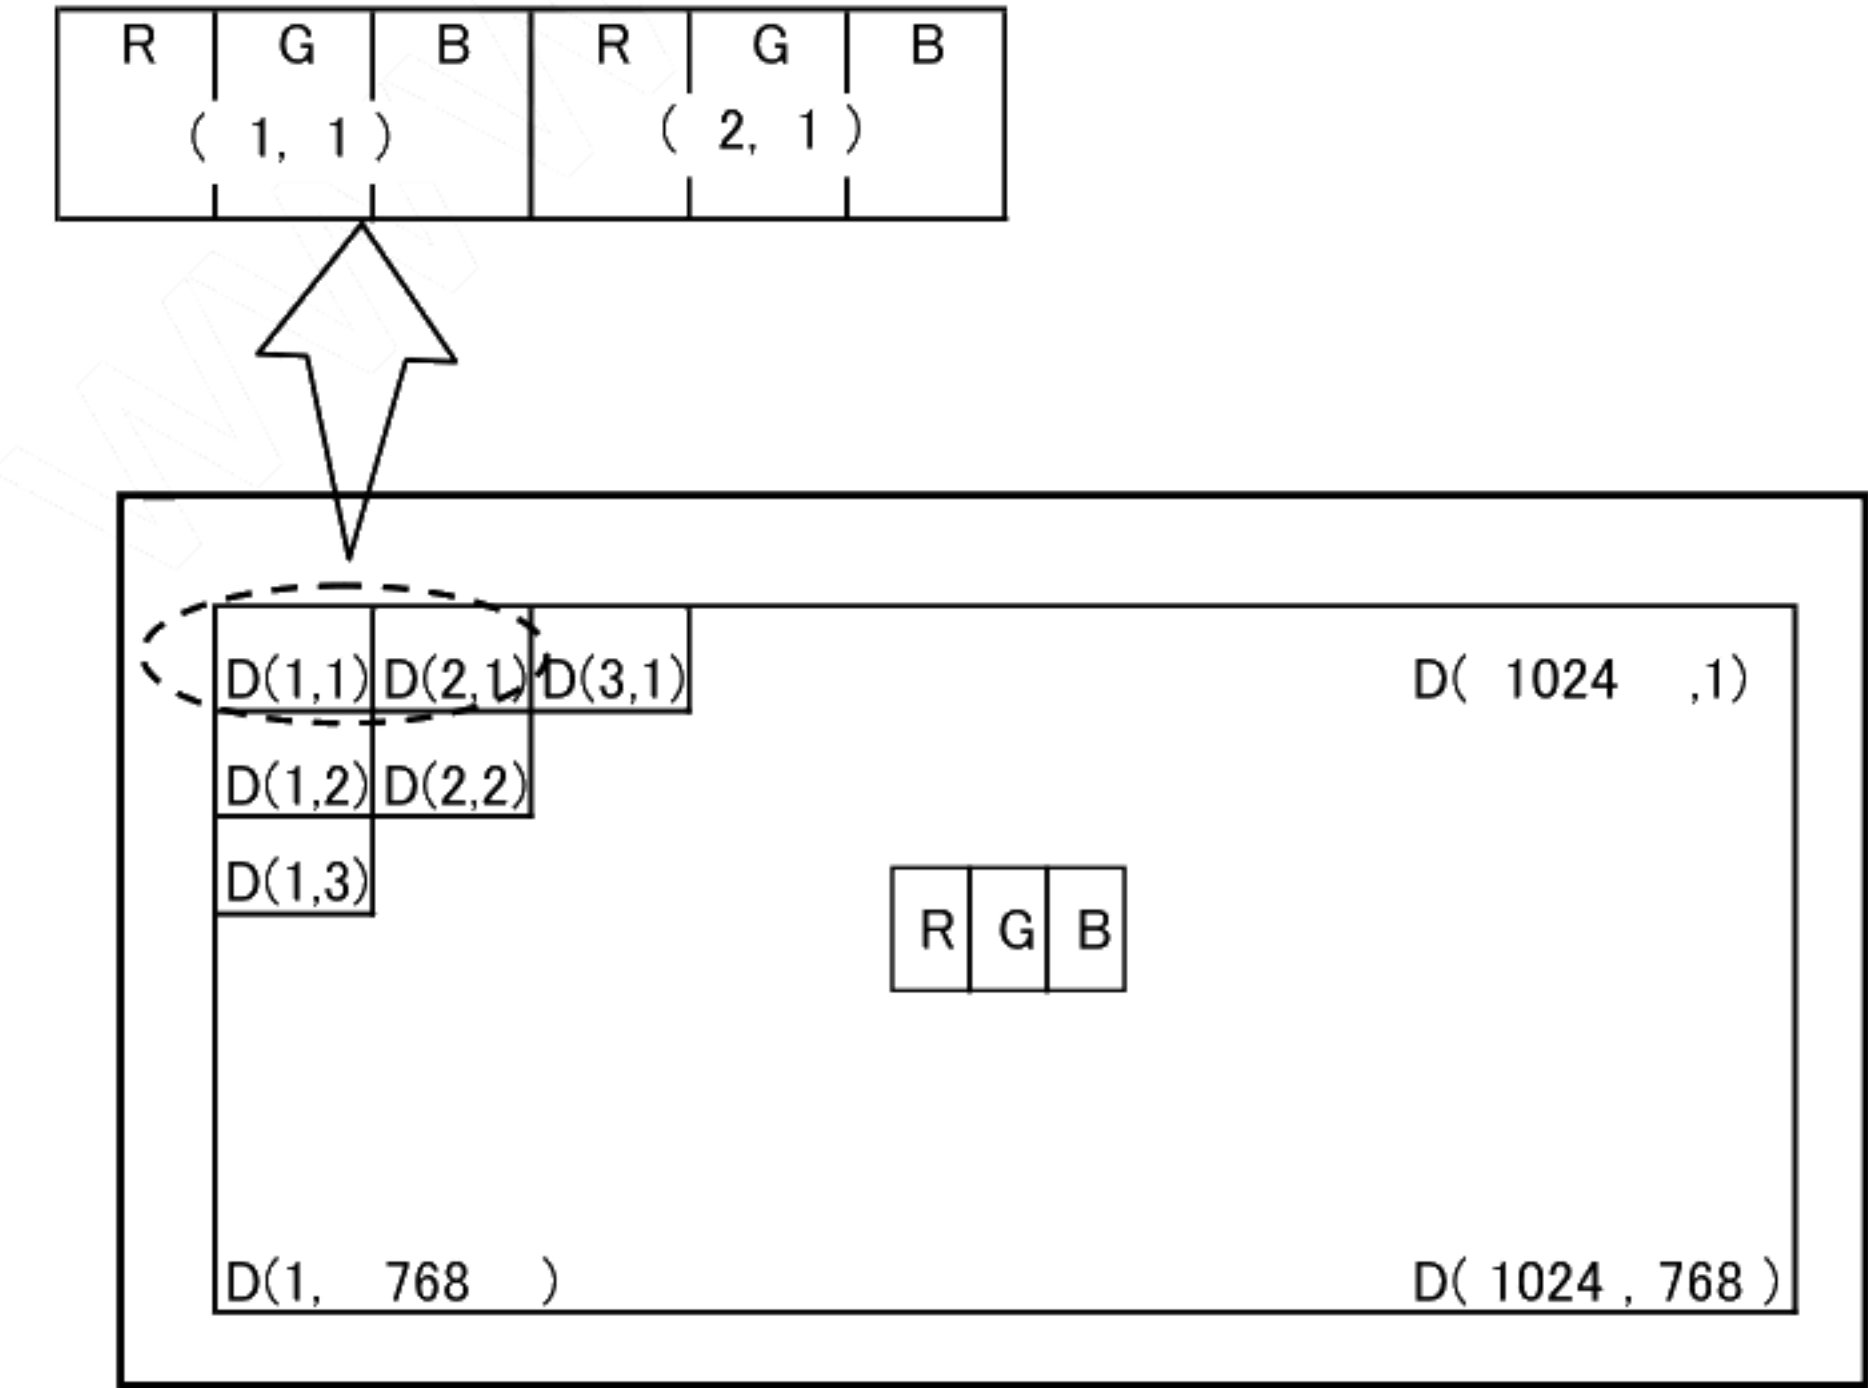 R G B R G B
( 1, 1 ) ( 2, 1 )
D(1,1) D(2,1) D(3,1) D( 1024 ,1)
D(1,2) D(2,2)
D(1,3)
R G B
D(1, 768 ) D( 1024 , 768 )